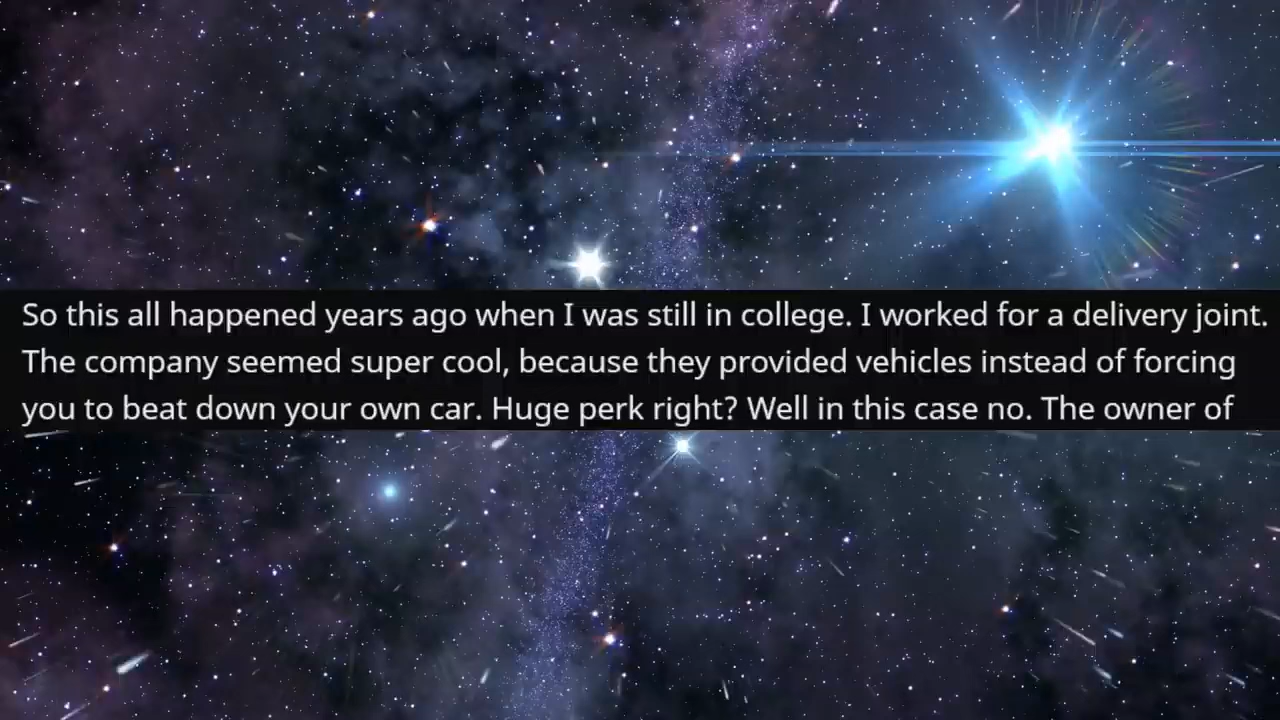 So this all happened years ago when I was still in college. I worked for a delivery joint.
The company seemed super cool, because they provided vehicles instead of forcing
you to beat down your own car. Huge perk right? Well in this case no. The owner of